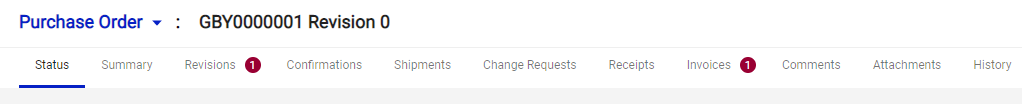 Purchase Order : GBY0000001 Revision 0
Status Summary Revisions 1 Confirmations Shipments Change Requests Receipts Invoices 1 Comments Attachments History